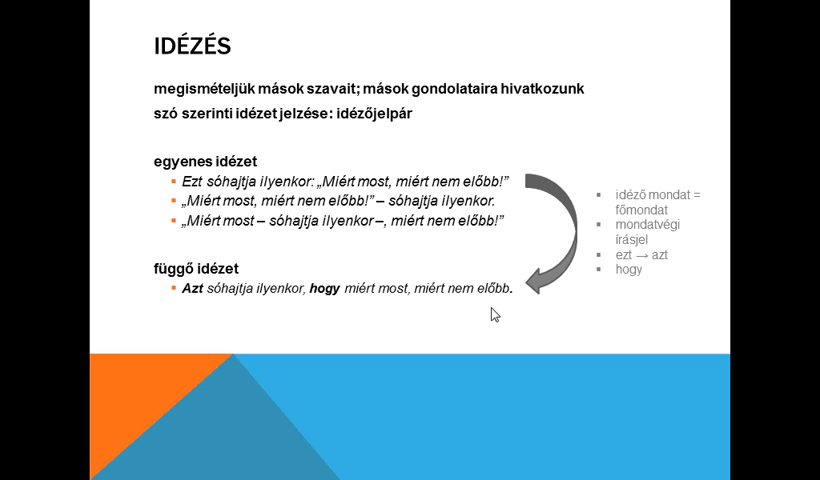 IDÉZÉS
megismételjük mások szavait; mások gondolataira hivatkozunk
szó szerinti idézet jelzése: idézőjelpár
egyenes idézet
▪ Ezt sóhajtja ilyenkor: „Miért most, miért nem előbb!”
▪ „Miért most, miért nem előbb!” – sóhajtja ilyenkor.
▪ „Miért most – sóhajtja ilyenkor –, miért nem előbb!”
függő idézet
▪ Azt sóhajtja ilyenkor, hogy miért most, miért nem előbb.
▪ idéző mondat =
főmondat
▪ mondatvégi
írásjel
▪ ezt → azt
▪ hogy